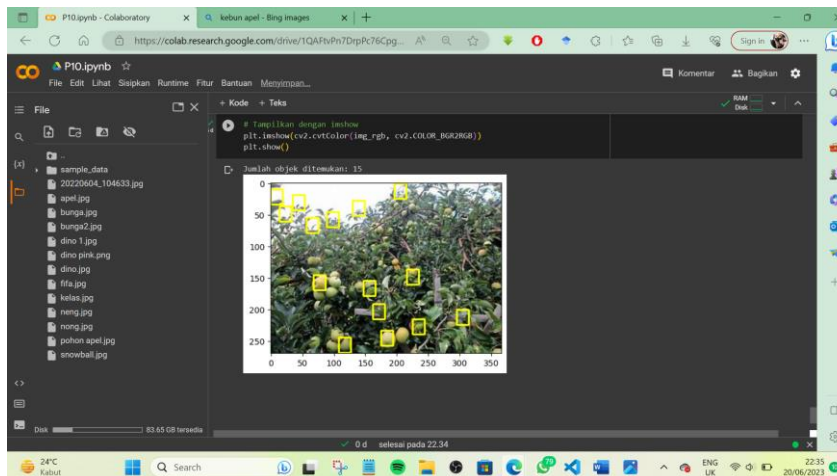 P10.ipynb - Colaboratory
kebun apel - Bing images
https://colab.research.google.com/drive/1QAFtvPn7DrpPc76Cpg...
Sign in
CO
P10.ipynb
File Edit Lihat Sisipkan Runtime Fitur Bantuan Menyimpan...
Komentar
Bagikan
File
+ Kode + Teks
RAM
Disk
# Tampilkan dengan imshow
plt.imshow(cv2.cvtColor(img_rgb, cv2.COLOR_BGR2RGB))
plt.show()
Jumlah objek ditemukan: 15
..
sample_data
20220604_104633.jpg
apel.jpg
bunga.jpg
bunga2.jpg
dino 1.jpg
dino pink.png
dino.jpg
fifa.jpg
kelas.jpg
neng.jpg
nong.jpg
pohon apel.jpg
snowball.jpg
0
50
100
150
200
250
0 50 100 150 200 250 300 350
Disk
83.65 GB tersedia
0 d selesai pada 22.34
24°C
Kabut
Search
79
ENG
UK
22:35
20/06/2023